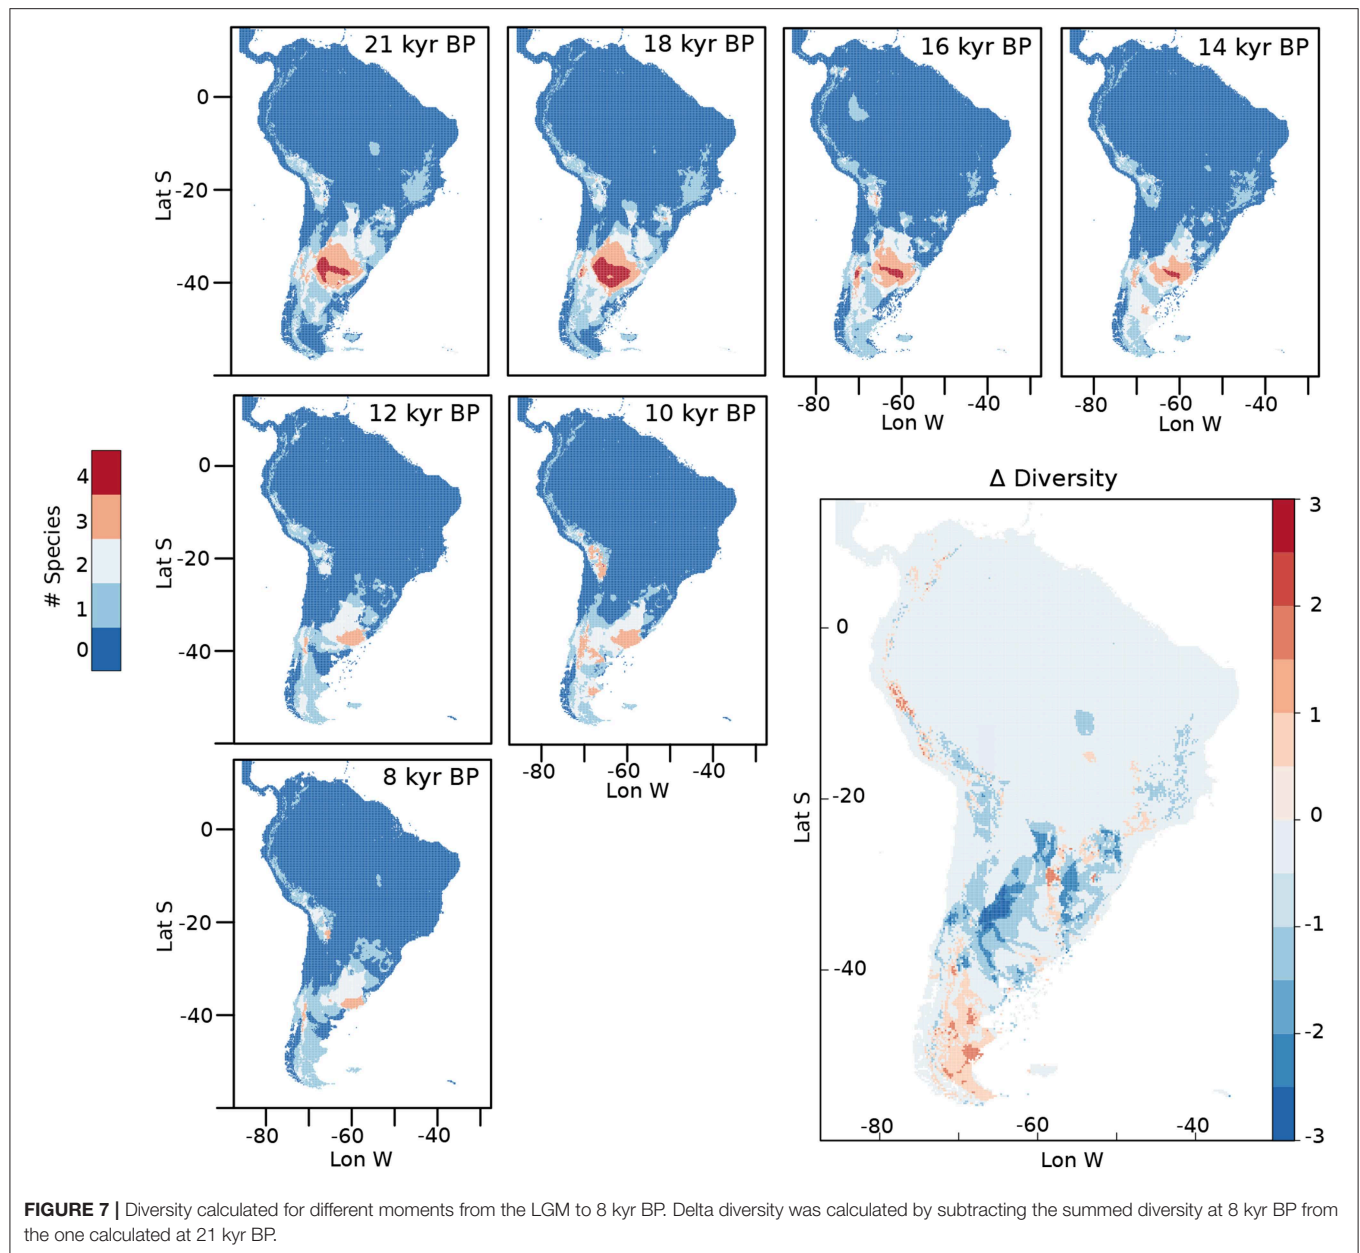 21 kyr BP
18 kyr BP
16 kyr BP
14 kyr BP
0
-20
-40
Lat S
-80 -60 -40
Lon W
-80 -60 -40
Lon W
12 kyr BP
10 kyr BP
0
-20
-40
Lat S
Lat S
-80 -60 -40
Lon W
# Species
4
3
2
1
0
8 kyr BP
0
-20
-40
Lat S
-80 -60 -40
Lon W
Δ Diversity
0
-20
-40
Lat S
-80 -60 -40
Lon W
3
2
1
0
-1
-2
-3
FIGURE 7 | Diversity calculated for different moments from the LGM to 8 kyr BP. Delta diversity was calculated by subtracting the summed diversity at 8 kyr BP from
the one calculated at 21 kyr BP.